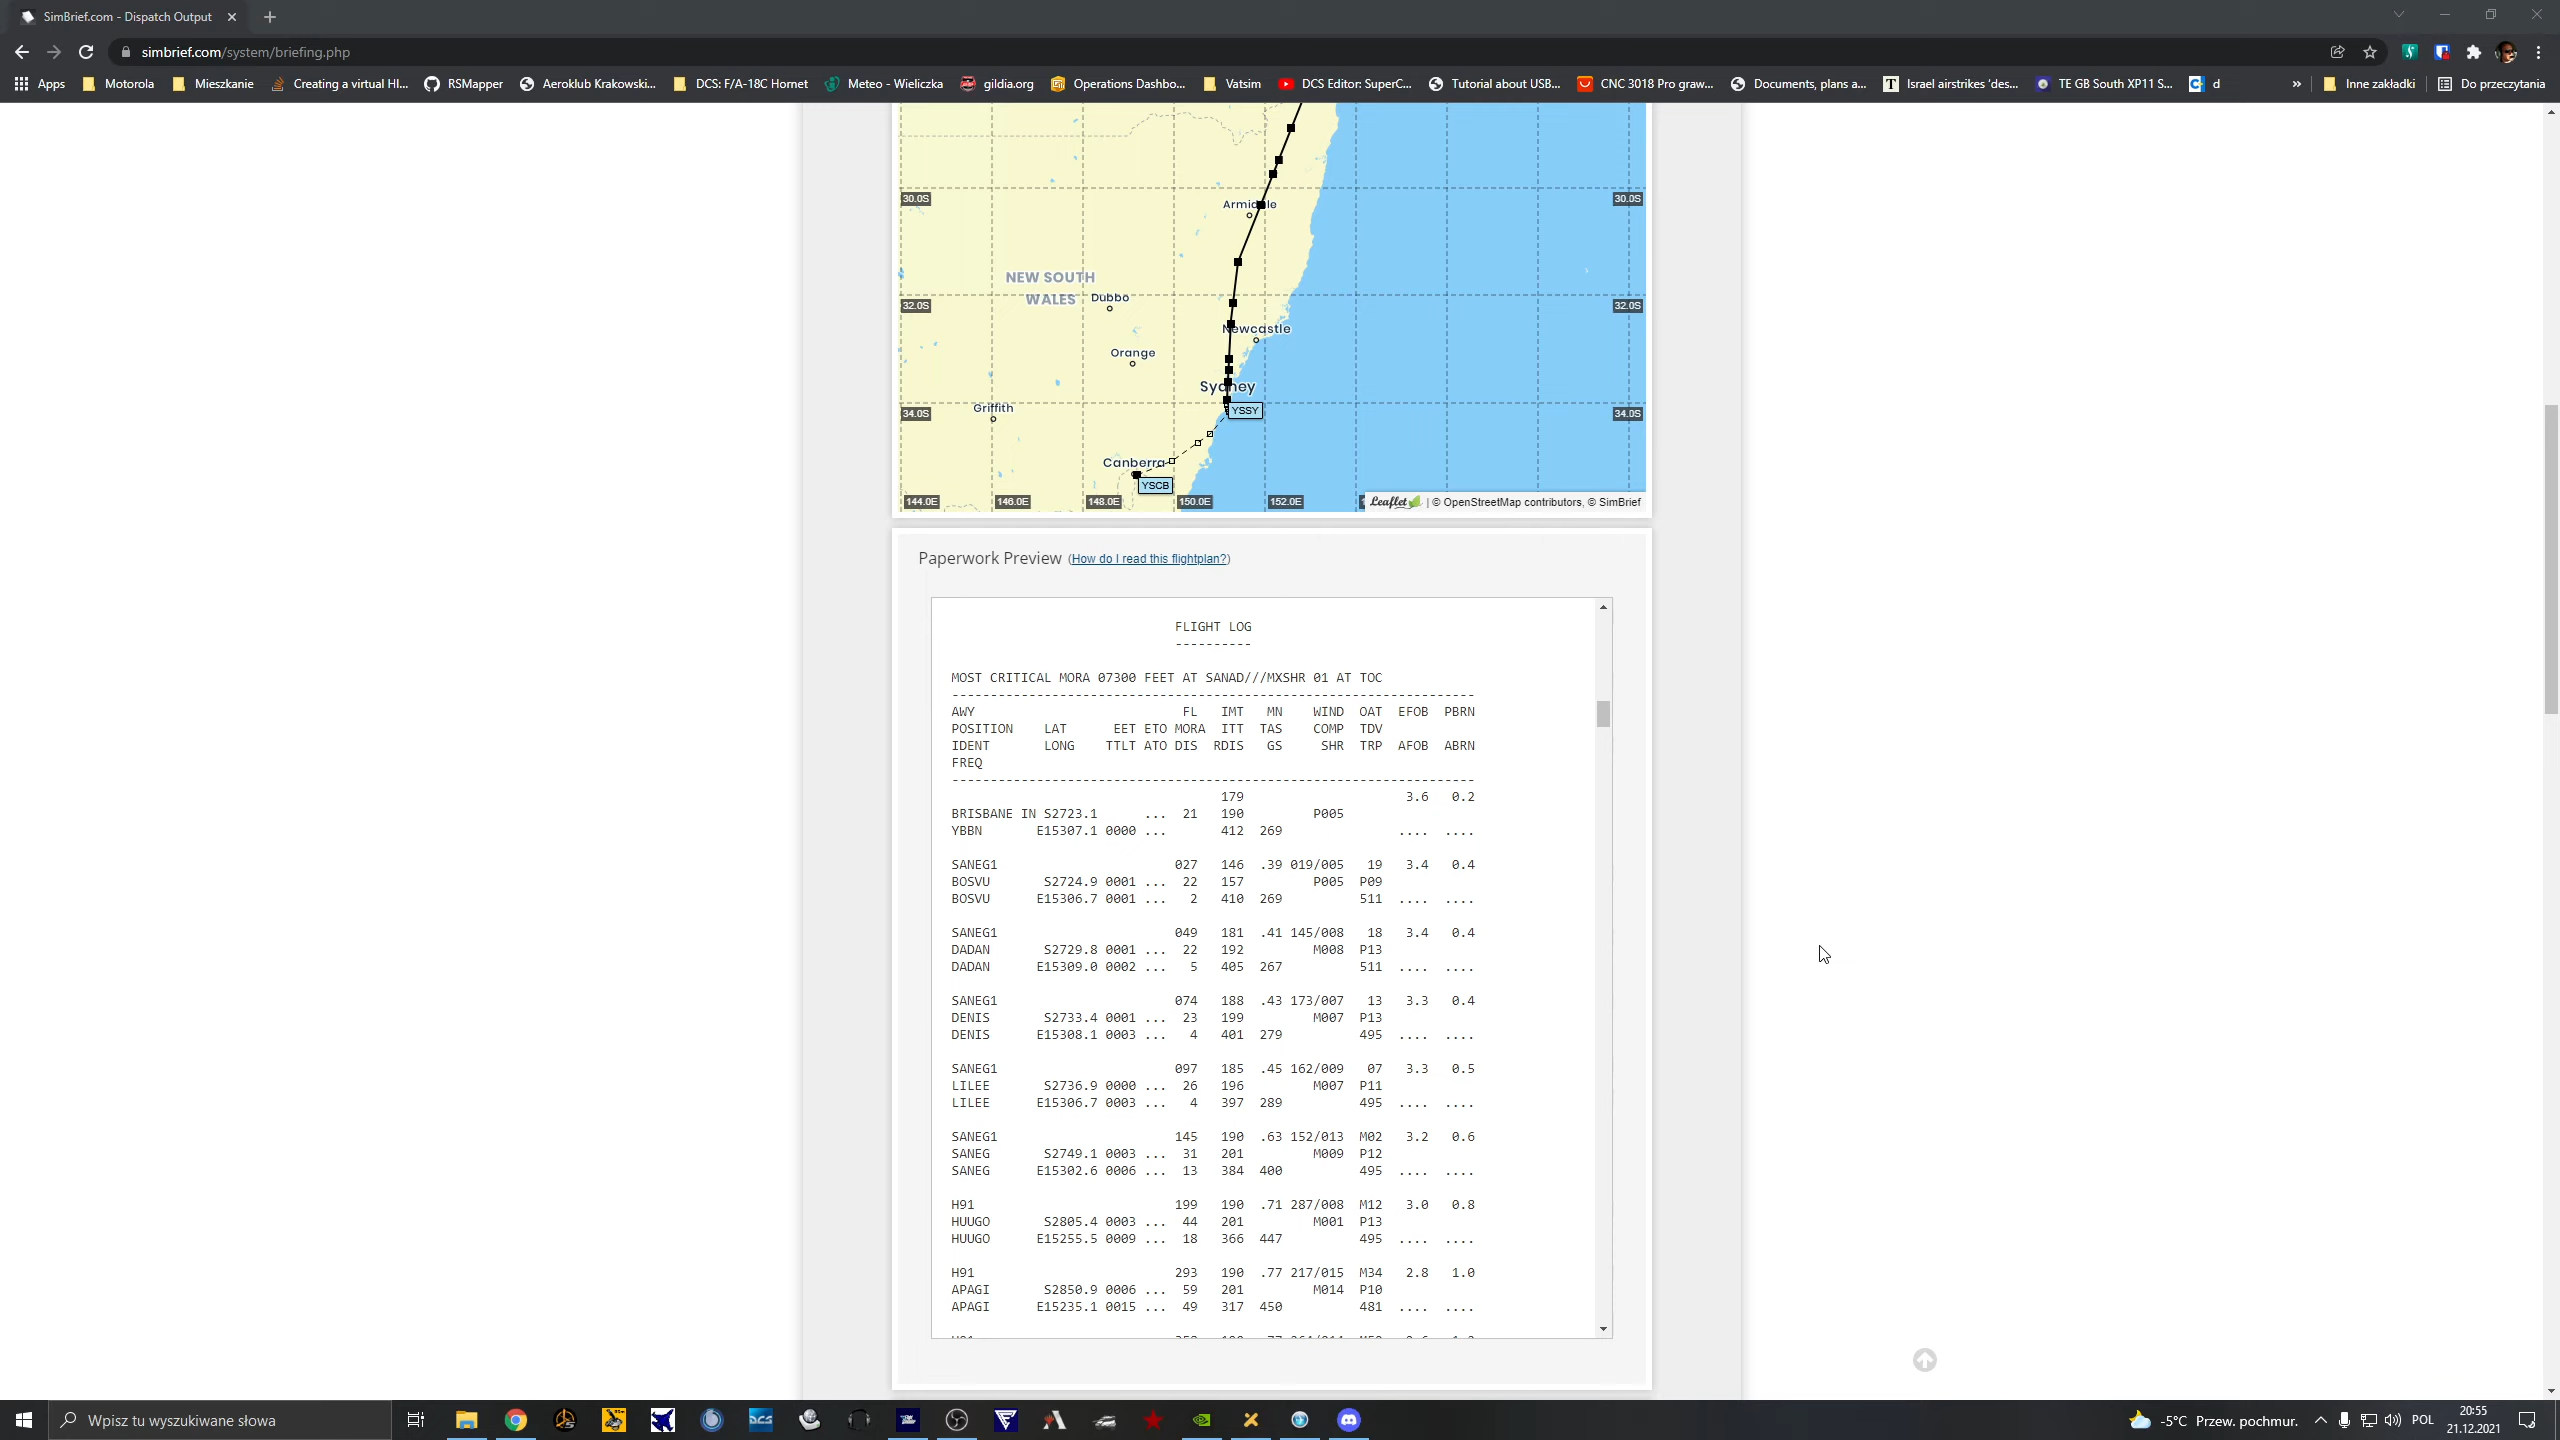 SimBrief.com - Dispatch Output
simbrief.com/system/briefing.php
Apps Motorola Mieszkanie Creating a virtual HI... RSMapper Aeroklub Krakowski... DCS: F/A-18C Hornet Meteo - Wieliczka gildia.org Operations Dashbo... Vatsim DCS Editor: SuperC... Tutorial about USB... CNC 3018 Pro graw... Documents, plans a... Israel airstrikes 'des... TE GB South XP11 S... d » Inne zakładki Do przeczytania
30.0S 30.0S
Armidale
NEW SOUTH
WALES
Dubbo
32.0S 32.0S
Newcastle
Orange
Sydney
Griffith
YSSY
34.0S 34.0S
Canberra
YSCB
144.0E 146.0E 148.0E 150.0E 152.0E Leaflet | © OpenStreetMap contributors, © SimBrief
Paperwork Preview (How do I read this flightplan?)
FLIGHT LOG
----------
MOST CRITICAL MORA 07300 FEET AT SANAD///MXSHR 01 AT TOC
--------------------------------------------------------------------
AWY FL IMT MN WIND OAT EFOB PBRN
POSITION LAT EET ETO MORA ITT TAS COMP TDV
IDENT LONG TTLT ATO DIS RDIS GS SHR TRP AFOB ABRN
FREQ
--------------------------------------------------------------------
179 3.6 0.2
BRISBANE IN S2723.1 ... 21 190 P005
YBBN E15307.1 0000 ... 412 269 .... ....
SANEG1 027 146 .39 019/005 19 3.4 0.4
BOSVU S2724.9 0001 ... 22 157 P005 P09
BOSVU E15306.7 0001 ... 2 410 269 511 .... ....
SANEG1 049 181 .41 145/008 18 3.4 0.4
DADAN S2729.8 0001 ... 22 192 M008 P13
DADAN E15309.0 0002 ... 5 405 267 511 .... ....
SANEG1 074 188 .43 173/007 13 3.3 0.4
DENIS S2733.4 0001 ... 23 199 M007 P13
DENIS E15308.1 0003 ... 4 401 279 495 .... ....
SANEG1 097 185 .45 162/009 07 3.3 0.5
LILEE S2736.9 0000 ... 26 196 M007 P11
LILEE E15306.7 0003 ... 4 397 289 495 .... ....
SANEG1 145 190 .63 152/013 M02 3.2 0.6
SANEG S2749.1 0003 ... 31 201 M009 P12
SANEG E15302.6 0006 ... 13 384 400 495 .... ....
H91 199 190 .71 287/008 M12 3.0 0.8
HUUGO S2805.4 0003 ... 44 201 M001 P13
HUUGO E15255.5 0009 ... 18 366 447 495 .... ....
H91 293 190 .77 217/015 M34 2.8 1.0
APAGI S2850.9 0006 ... 59 201 M014 P10
APAGI E15235.1 0015 ... 49 317 450 481 .... ....
Wpisz tu wyszukiwane słowa
-5°C Przew. pochmur. POL 20:55
21.12.2021